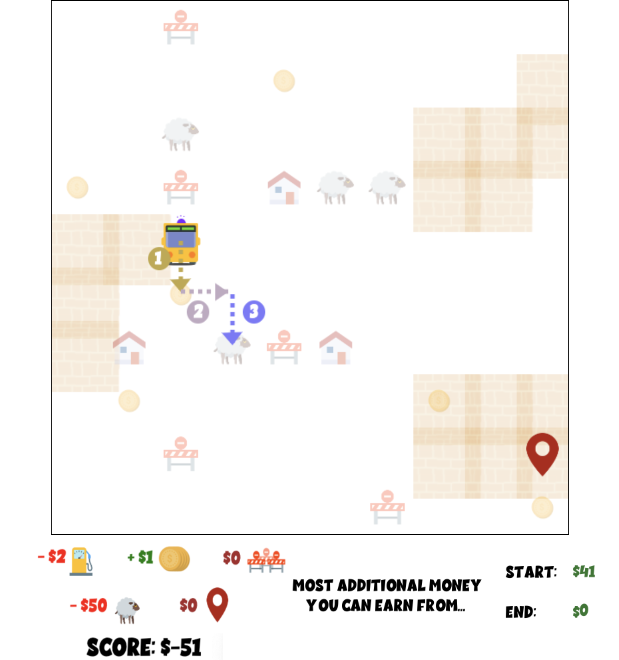 1
2
3
- $2
+ $1
$0
- $50
$0
MOST ADDITIONAL MONEY
YOU CAN EARN FROM...
START: $41
END: $0
SCORE: $-51